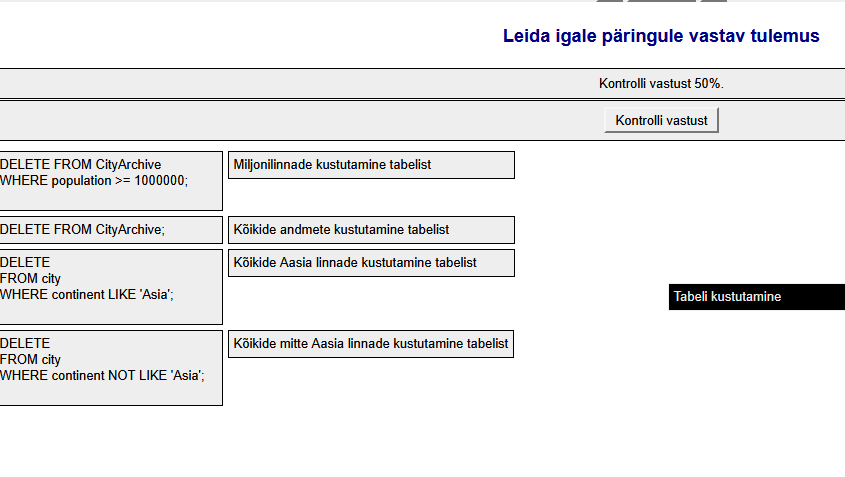 Leida igale päringule vastav tulemus
Kontrolli vastust 50%.
Kontrolli vastust
DELETE FROM CityArchive
WHERE population >= 1000000;
Miljonilinnade kustutamine tabelist
DELETE FROM CityArchive;
Kõikide andmete kustutamine tabelist
DELETE
FROM city
WHERE continent LIKE 'Asia';
Kõikide Aasia linnade kustutamine tabelist
Tabeli kustutamine
DELETE
FROM city
WHERE continent NOT LIKE 'Asia';
Kõikide mitte Aasia linnade kustutamine tabelist